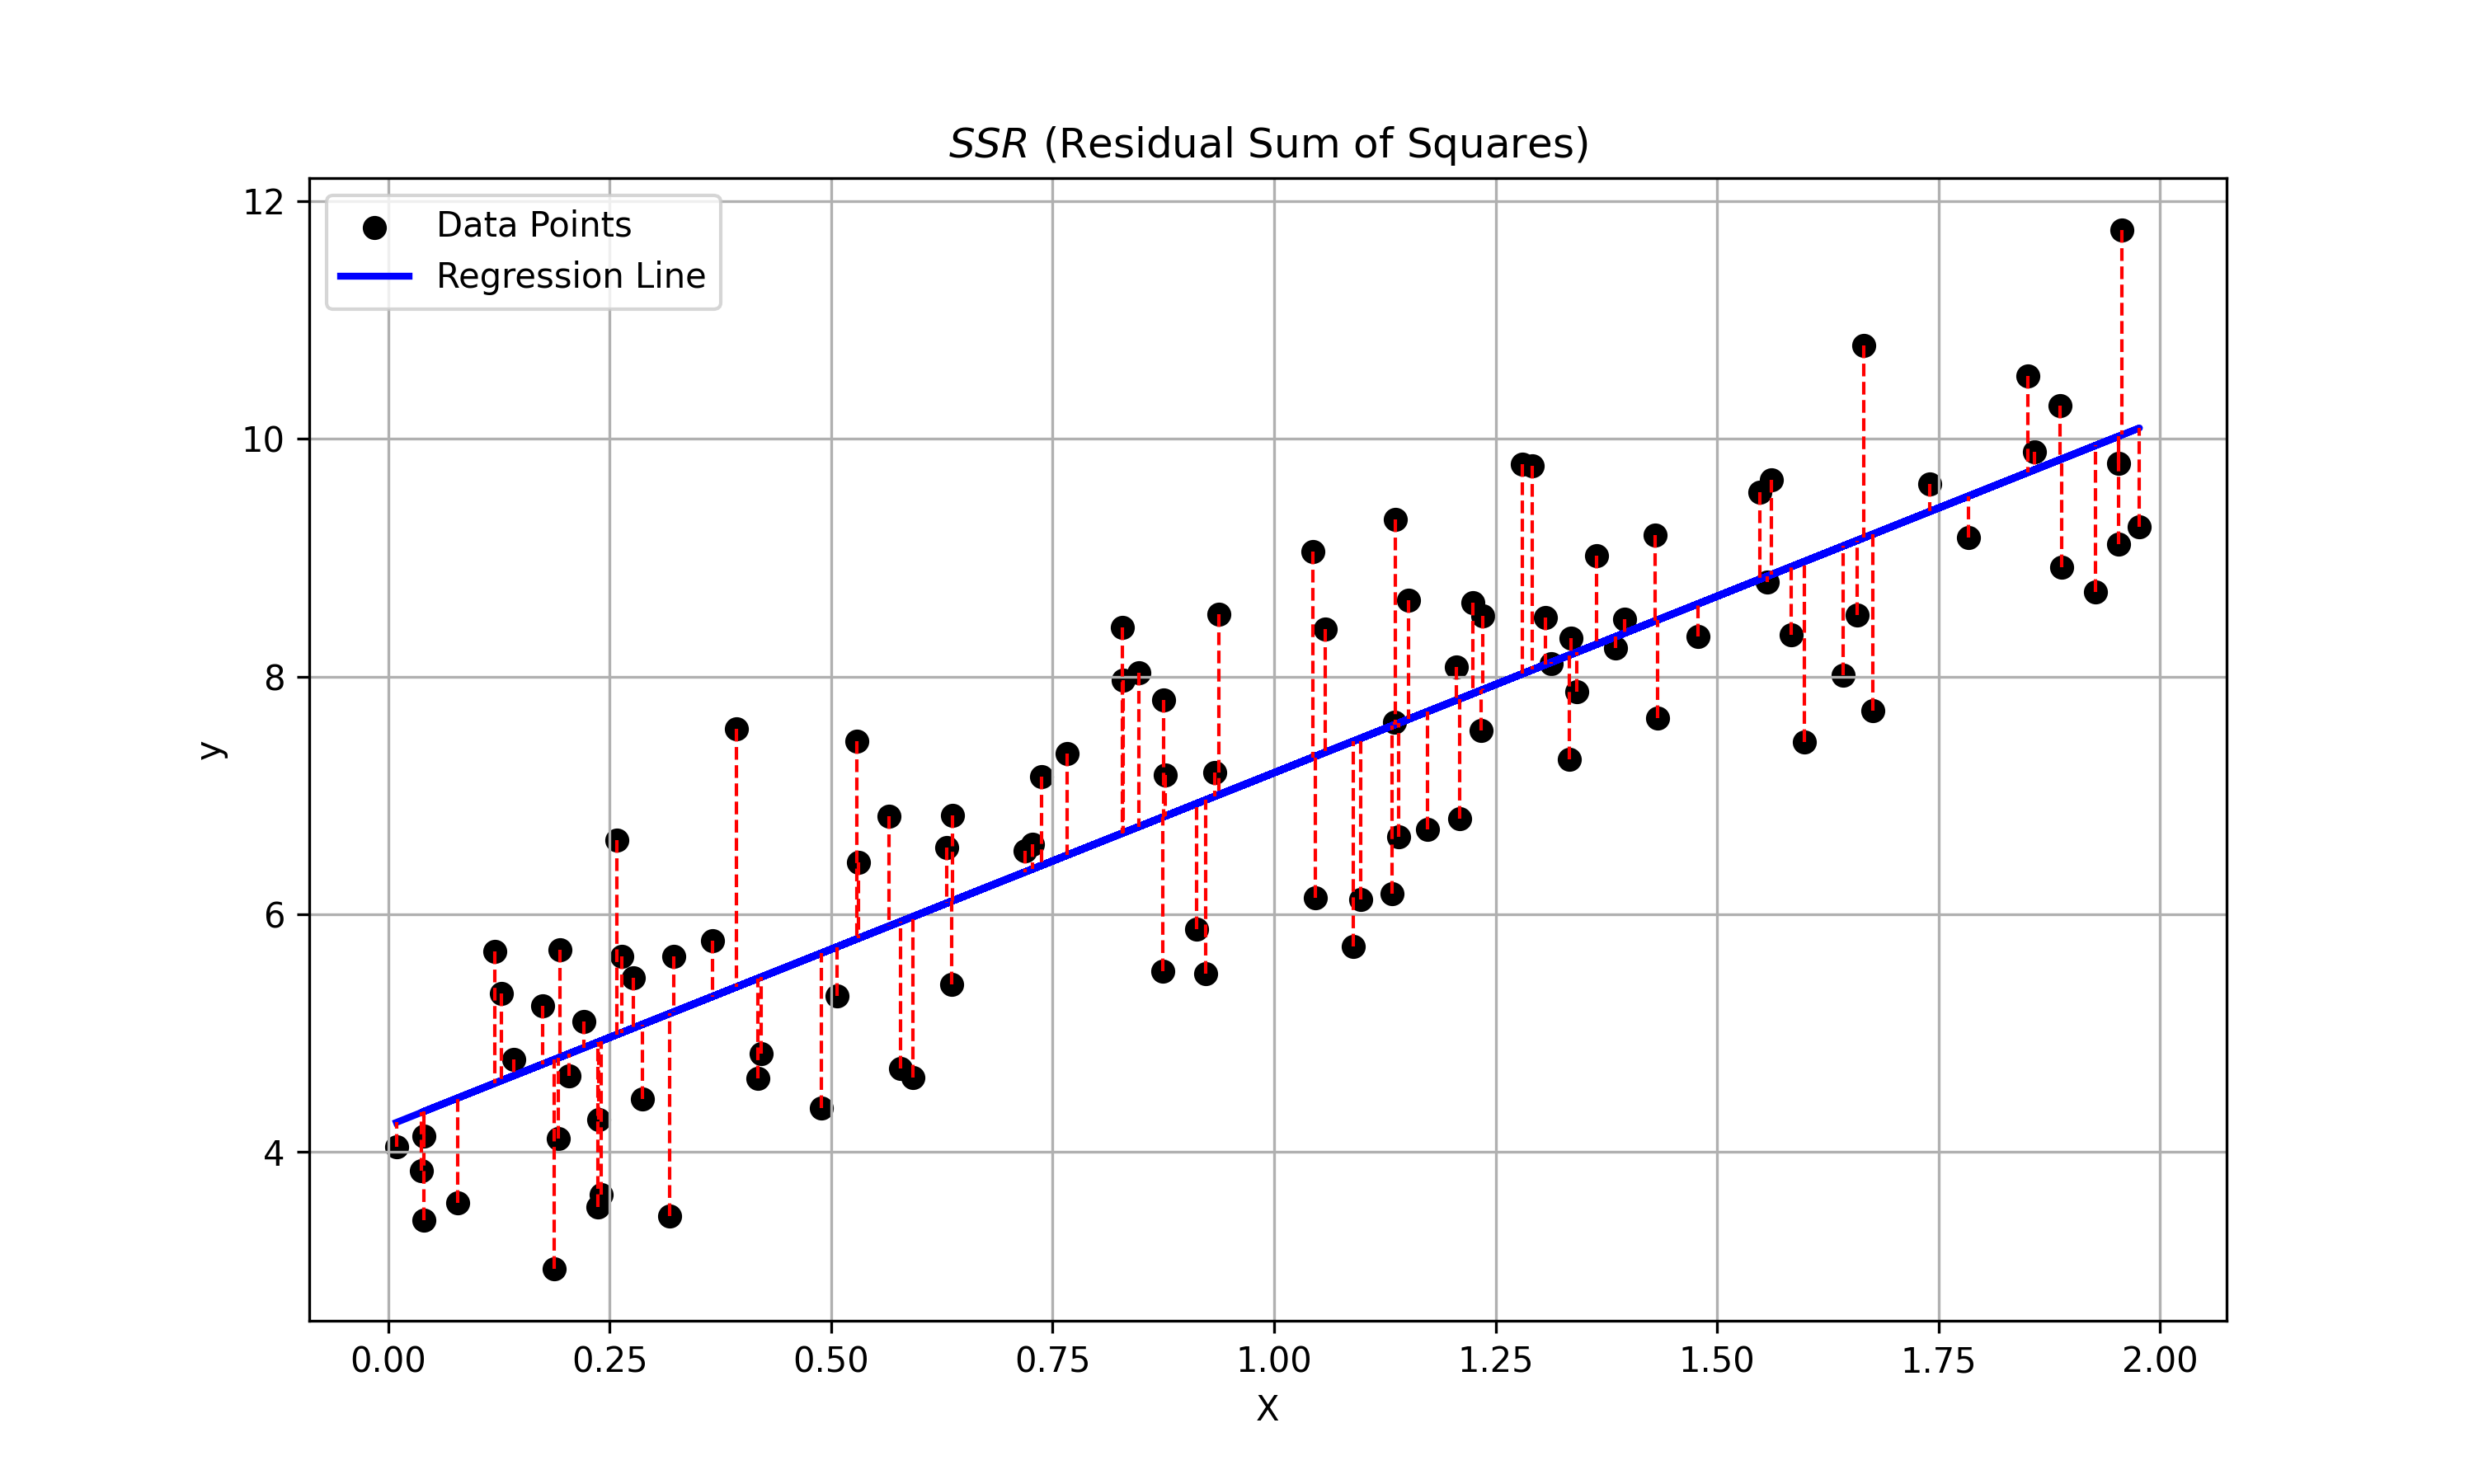 SSR (Residual Sum of Squares)
12
Data Points
Regression Line
10
8
y
6
4
0.00 0.25 0.50 0.75 1.00 1.25 1.50 1.75 2.00
X